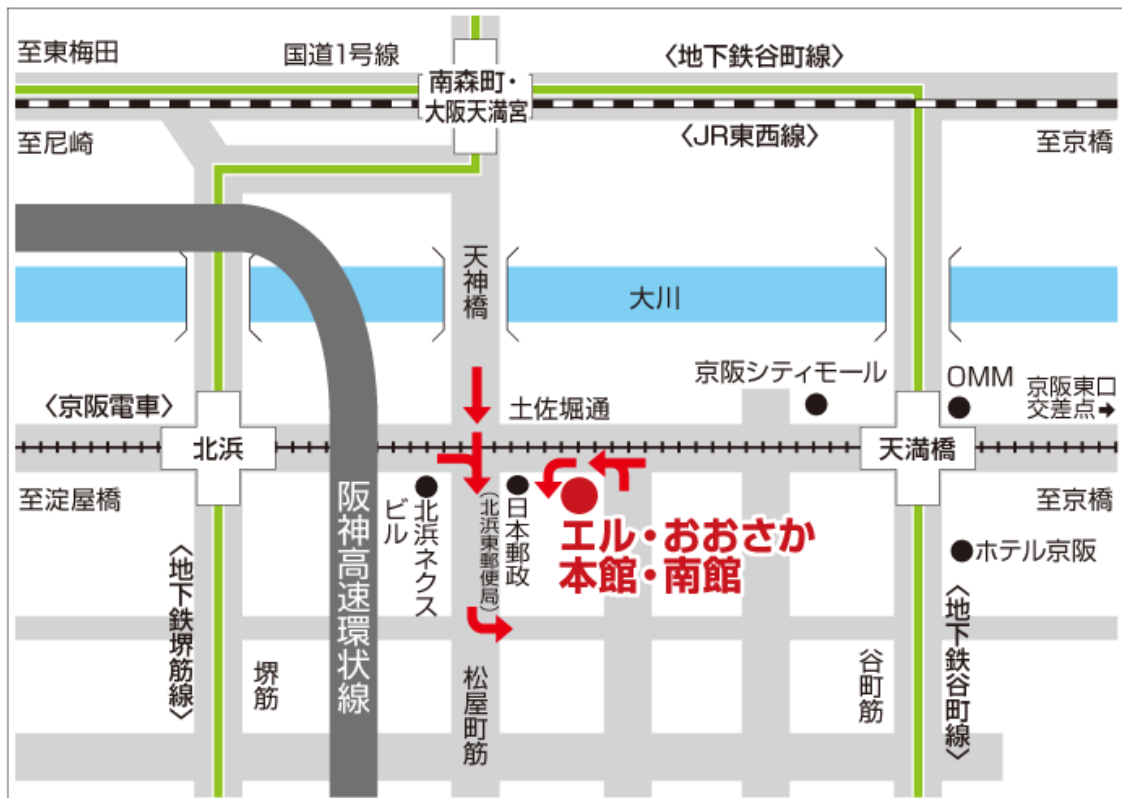 至東梅田
国道1号線
〈地下鉄谷町線〉
南森町・
大阪天満宮
至尼崎
〈JR東西線〉
至京橋
天神橋
大川
京阪シティモール
OMM
京阪東口
交差点➡
〈京阪電車〉
土佐堀通
北浜
天満橋
至淀屋橋
至京橋
阪神高速環状線
北浜ネクス
ビル
(北浜東郵便局)
日本郵政
エル・おおさか
本館・南館
ホテル京阪
〈地下鉄堺筋線〉
堺筋
松屋町筋
谷町筋
〈地下鉄谷町線〉